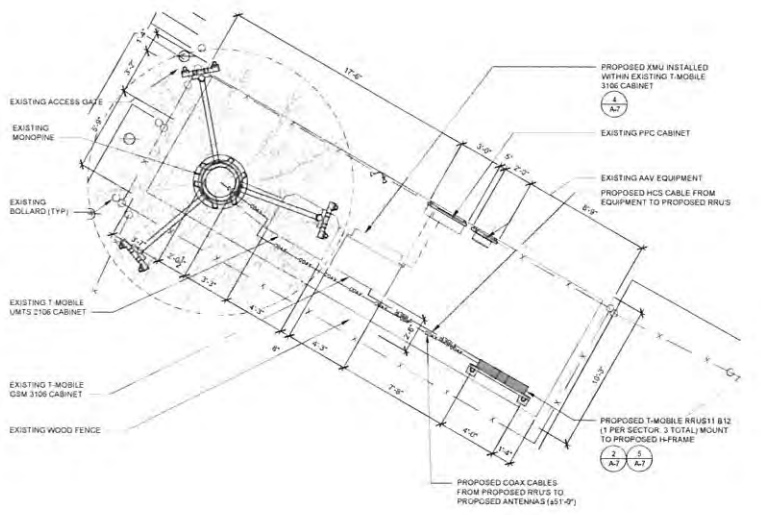 EXISTING ACCESS GATE
EXISTING
MONOPINE
EXISTING
BOLLARD (TYP)
EXISTING T-MOBILE
UMTS 2106 CABINET
EXISTING T-MOBILE
GSM 3106 CABINET
EXISTING WOOD FENCE
17'-6"
3'-0"
5"
2'-0"
8'-9"
5'-9"
3'-3"
4'-3"
6"
4'-3"
7'-8"
4'-0"
1'-4"
10'-3"
PROPOSED XMU INSTALLED
WITHIN EXISTING T-MOBILE
3106 CABINET
4
A-7
EXISTING PPC CABINET
EXISTING AAV EQUIPMENT
PROPOSED HCS CABLE FROM
EQUIPMENT TO PROPOSED RRU'S
PROPOSED T-MOBILE RRUS11 B12
(1 PER SECTOR, 3 TOTAL) MOUNT
TO PROPOSED H-FRAME
2
A-7
5
A-7
PROPOSED COAX CABLES
FROM PROPOSED RRU'S TO
PROPOSED ANTENNAS (±51'-0")